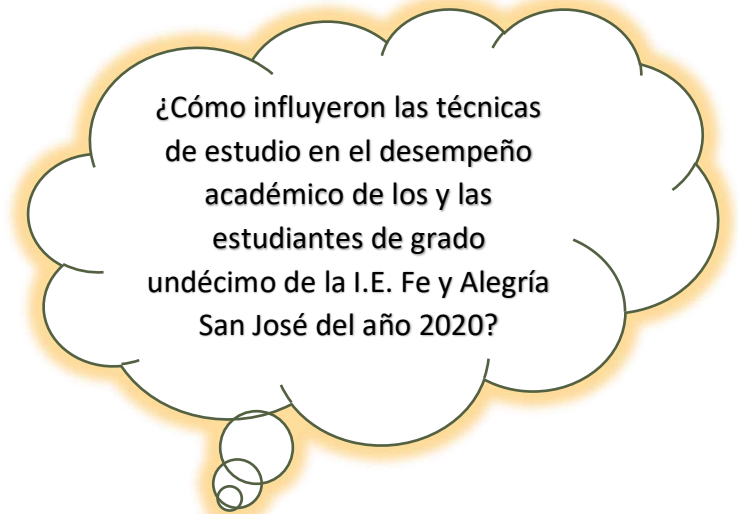 ¿Cómo influyeron las técnicas
de estudio en el desempeño
académico de los y las
estudiantes de grado
undécimo de la I.E. Fe y Alegría
San José del año 2020?